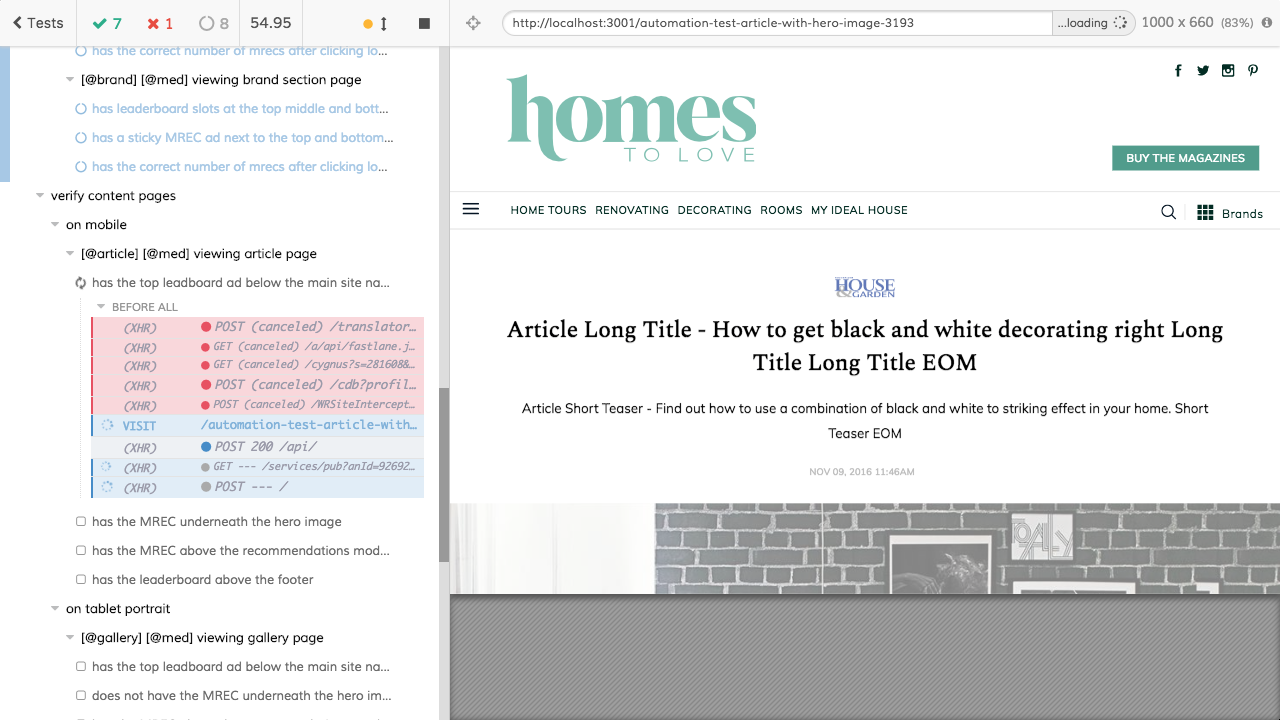 Tests
7
1
8
54.95
http://localhost:3001/automation-test-article-with-hero-image-3193
...loading
1000 x 660 (83%)
has the correct number of mrecs after clicking lo...
[@brand] [@med] viewing brand section page
has leaderboard slots at the top middle and bott...
has a sticky MREC ad next to the top and bottom...
has the correct number of mrecs after clicking lo...
verify content pages
on mobile
[@article] [@med] viewing article page
has the top leadboard ad below the main site na...
BEFORE ALL
(XHR) POST (canceled) /translator...
(XHR) GET (canceled) /a/api/fastlane.j...
(XHR) GET (canceled) /cygnus?s=281608&...
(XHR) POST (canceled) /cdb?profil...
(XHR) POST (canceled) /WRSiteIntercept...
VISIT /automation-test-article-with...
(XHR) POST 200 /api/
(XHR) GET --- /services/pub?anId=92692...
(XHR) POST --- /
has the MREC underneath the hero image
has the MREC above the recommendations mod...
has the leaderboard above the footer
on tablet portrait
[@gallery] [@med] viewing gallery page
has the top leadboard ad below the main site na...
does not have the MREC underneath the hero im...
homes
TO LOVE
BUY THE MAGAZINES
HOME TOURS RENOVATING DECORATING ROOMS MY IDEAL HOUSE
Brands
HOUSE
& GARDEN
Article Long Title - How to get black and white decorating right Long
Title Long Title EOM
Article Short Teaser - Find out how to use a combination of black and white to striking effect in your home. Short
Teaser EOM
NOV 09, 2016 11:46AM